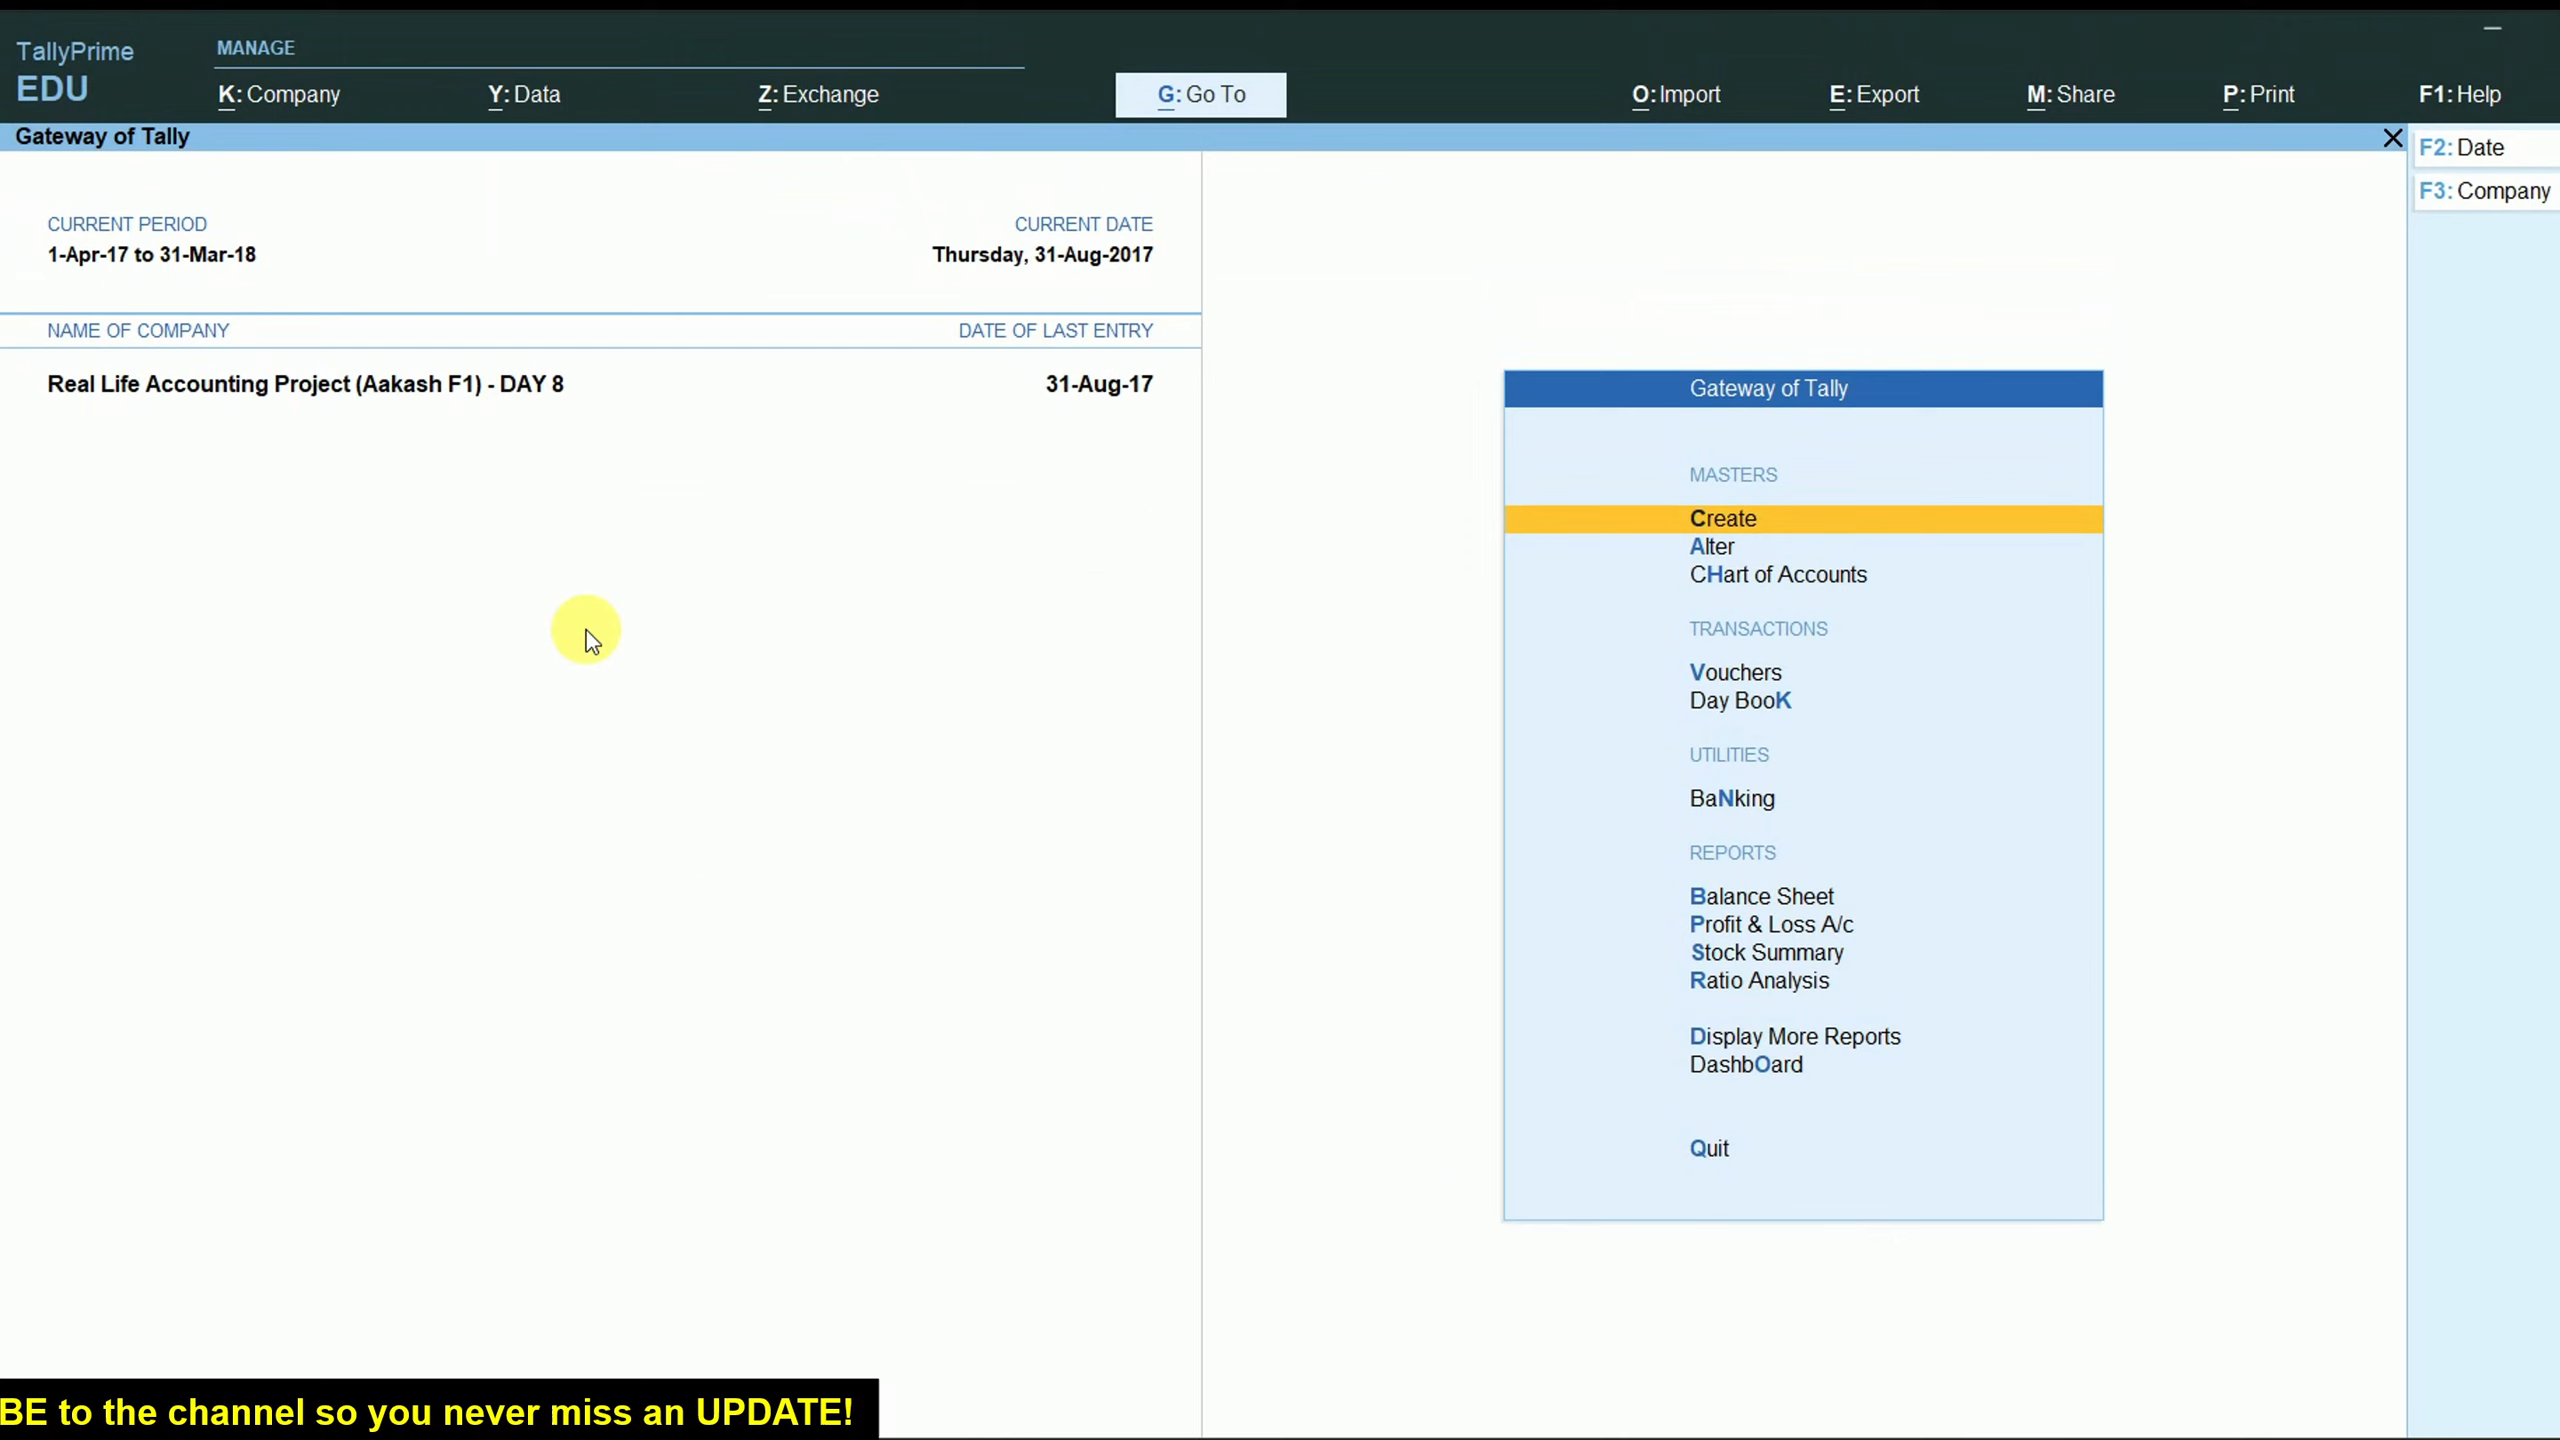 TallyPrime
EDU
MANAGE
K: Company
Y: Data
Z: Exchange
G: Go To
O: Import
E: Export
M: Share
P: Print
F1: Help
Gateway of Tally
F2: Date
F3: Company
CURRENT PERIOD
CURRENT DATE
1-Apr-17 to 31-Mar-18
Thursday, 31-Aug-2017
NAME OF COMPANY
DATE OF LAST ENTRY
Real Life Accounting Project (Aakash F1) - DAY 8
31-Aug-17
Gateway of Tally
MASTERS
Create
Alter
CHart of Accounts
TRANSACTIONS
Vouchers
Day BooK
UTILITIES
BaNking
REPORTS
Balance Sheet
Profit & Loss A/c
Stock Summary
Ratio Analysis
Display More Reports
DashbOard
Quit
BE to the channel so you never miss an UPDATE!